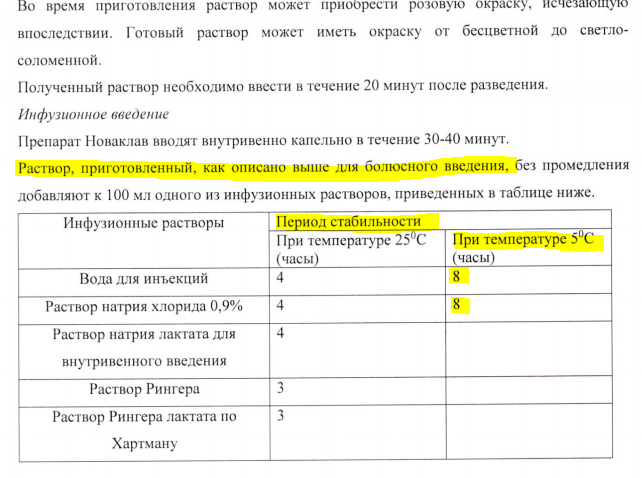 Во время приготовления раствор может приобрести розовую окраску, исчезающую
впоследствии. Готовый раствор может иметь окраску от бесцветной до светло-
соломенной.
Полученный раствор необходимо ввести в течение 20 минут после разведения.
Инфузионное введение
Препарат Новаклав вводят внутривенно капельно в течение 30-40 минут.
Раствор, приготовленный, как описано выше для болюсного введения, без промедления
добавляют к 100 мл одного из инфузионных растворов, приведенных в таблице ниже.
Инфузионные растворы Период стабильности
При температуре 25⁰С При температуре 5⁰С
(часы) (часы)
Вода для инъекций 4 8
Раствор натрия хлорида 0,9% 4 8
Раствор натрия лактата для 4
внутривенного введения
Раствор Рингера 3
Раствор Рингера лактата по 3
Хартману